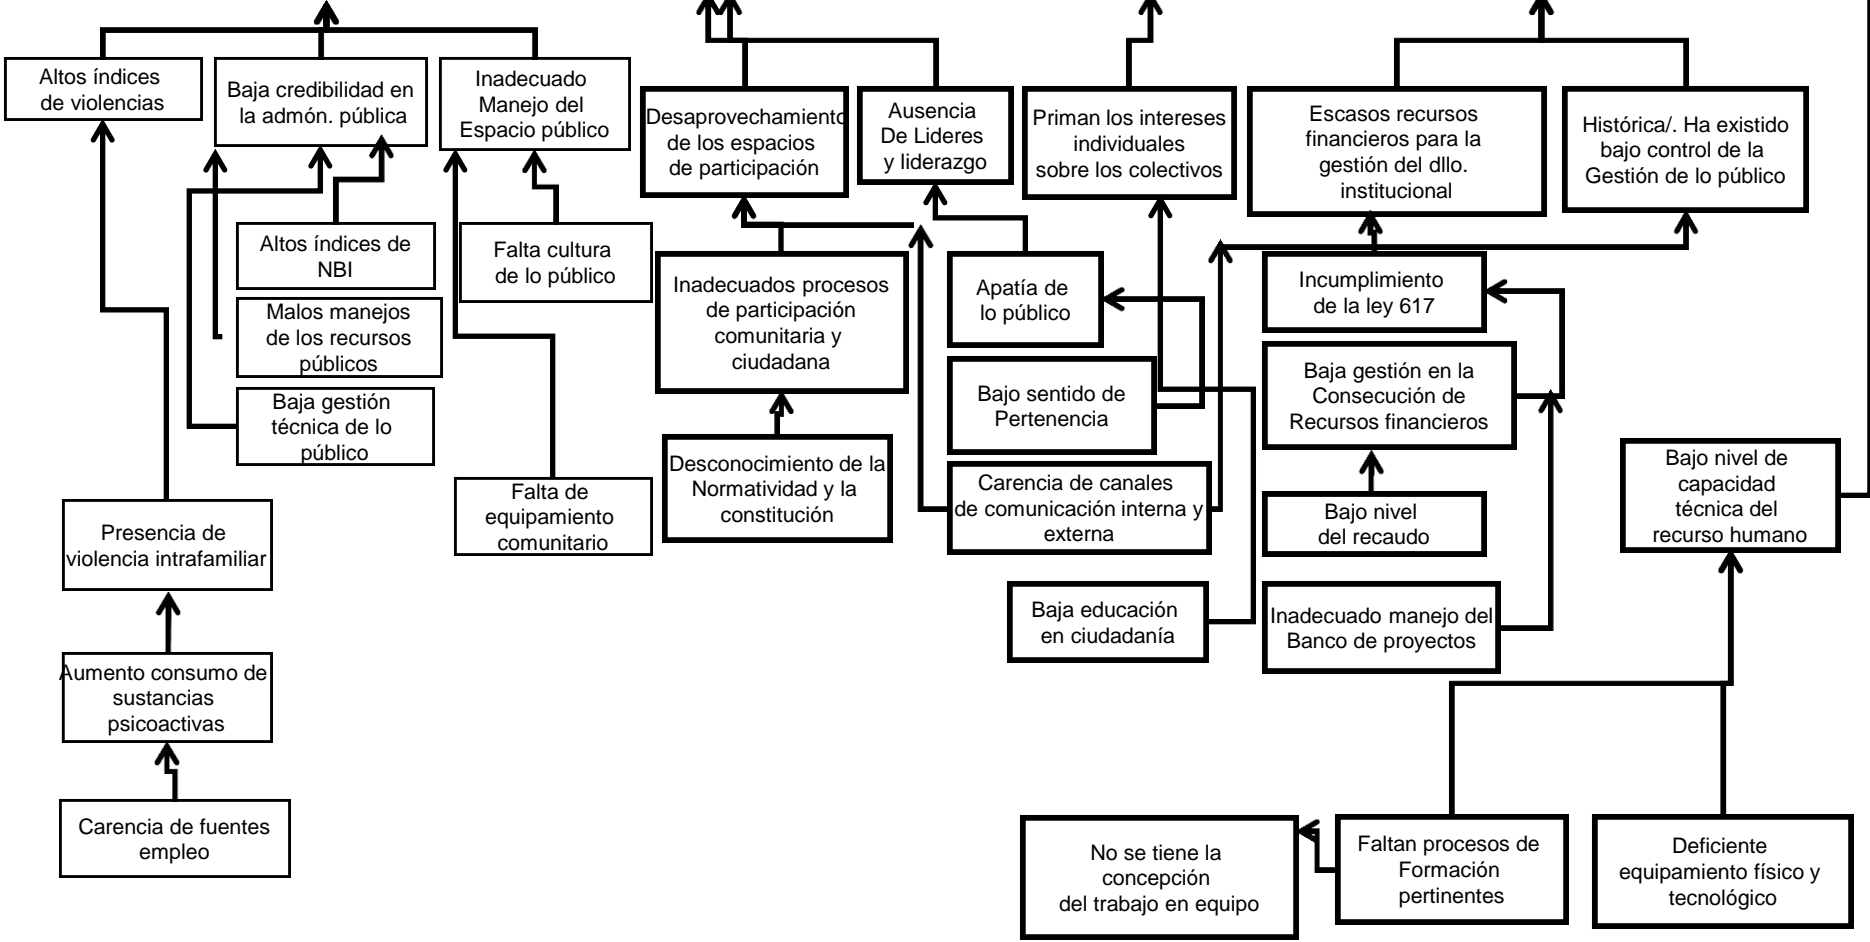 Altos índices
de violencias
Baja credibilidad en
la admón. pública
Inadecuado
Manejo del
Espacio público
Desaprovechamiento
de los espacios
de participación
Ausencia
De Lideres
y liderazgo
Priman los intereses
individuales
sobre los colectivos
Escasos recursos
financieros para la
gestión del dllo.
institucional
Histórica/. Ha existido
bajo control de la
Gestión de lo público
Altos índices de
NBI
Falta cultura
de lo público
Malos manejos
de los recursos
públicos
Baja gestión
técnica de lo
público
Inadecuados procesos
de participación
comunitaria y
ciudadana
Apatía de
lo público
Incumplimiento
de la ley 617
Bajo sentido de
Pertenencia
Baja gestión en la
Consecución de
Recursos financieros
Desconocimiento de la
Normatividad y la
constitución
Carencia de canales
de comunicación interna y
externa
Bajo nivel
del recaudo
Bajo nivel de
capacidad
técnica del
recurso humano
Falta de
equipamiento
comunitario
Presencia de
violencia intrafamiliar
Baja educación
en ciudadanía
Inadecuado manejo del
Banco de proyectos
Aumento consumo de
sustancias
psicoactivas
Carencia de fuentes
empleo
No se tiene la
concepción
del trabajo en equipo
Faltan procesos de
Formación
pertinentes
Deficiente
equipamiento físico y
tecnológico